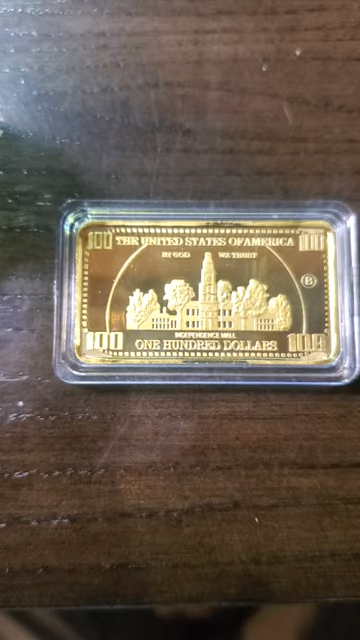 100 THE UNITED STATES OF AMERICA 100
IN GOD WE TRUST
B
INDEPENDENCE HALL
100 ONE HUNDRED DOLLARS 100